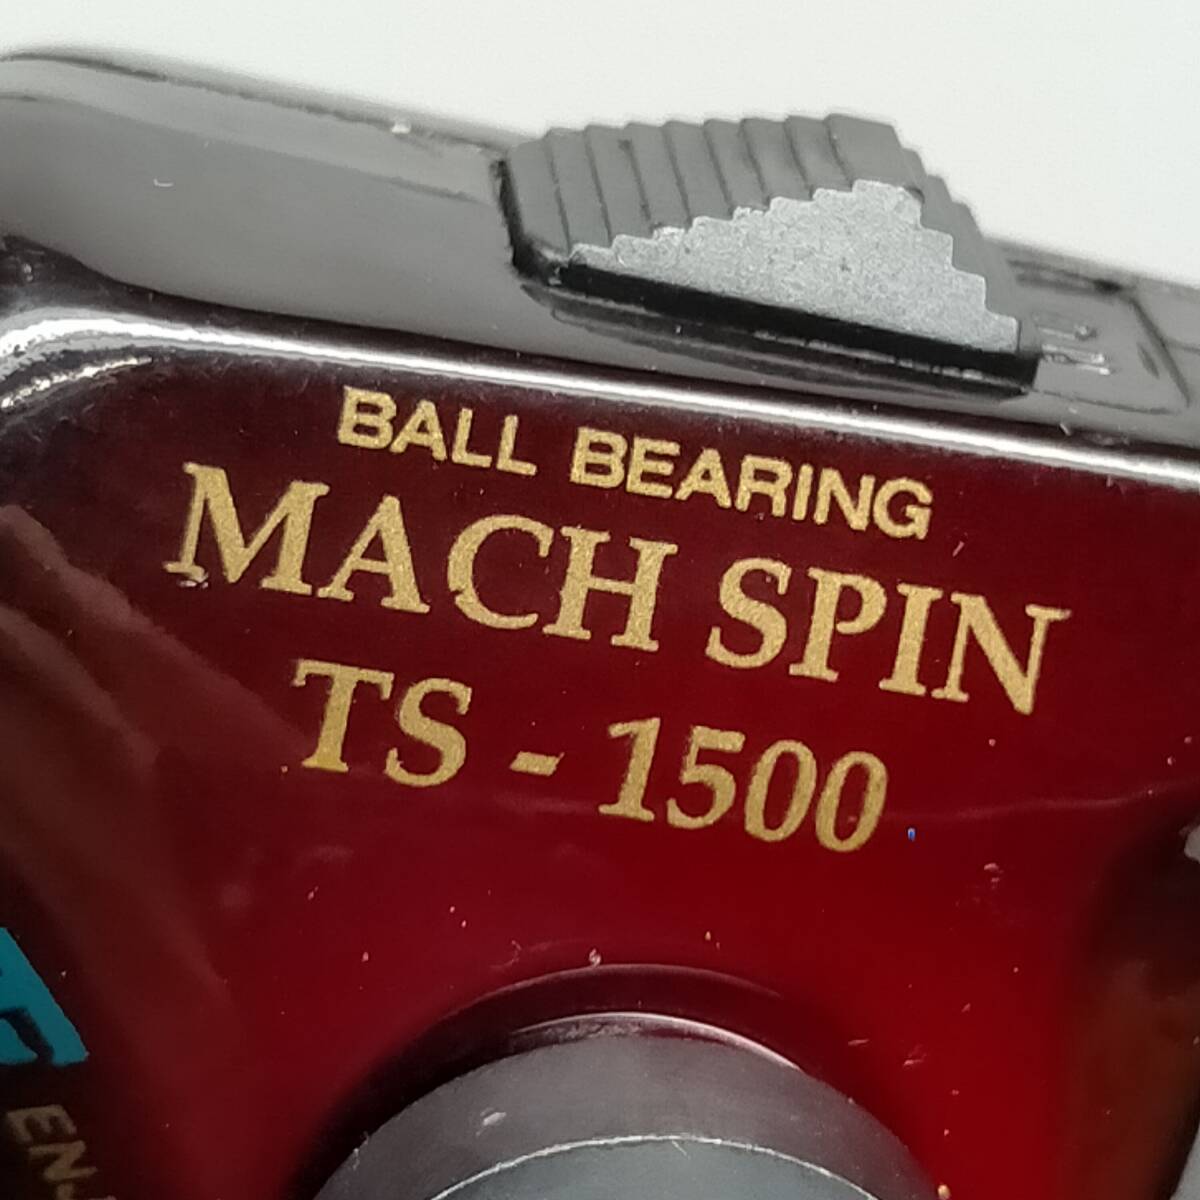 BALL BEARING
MACH SPIN
TS - 1500